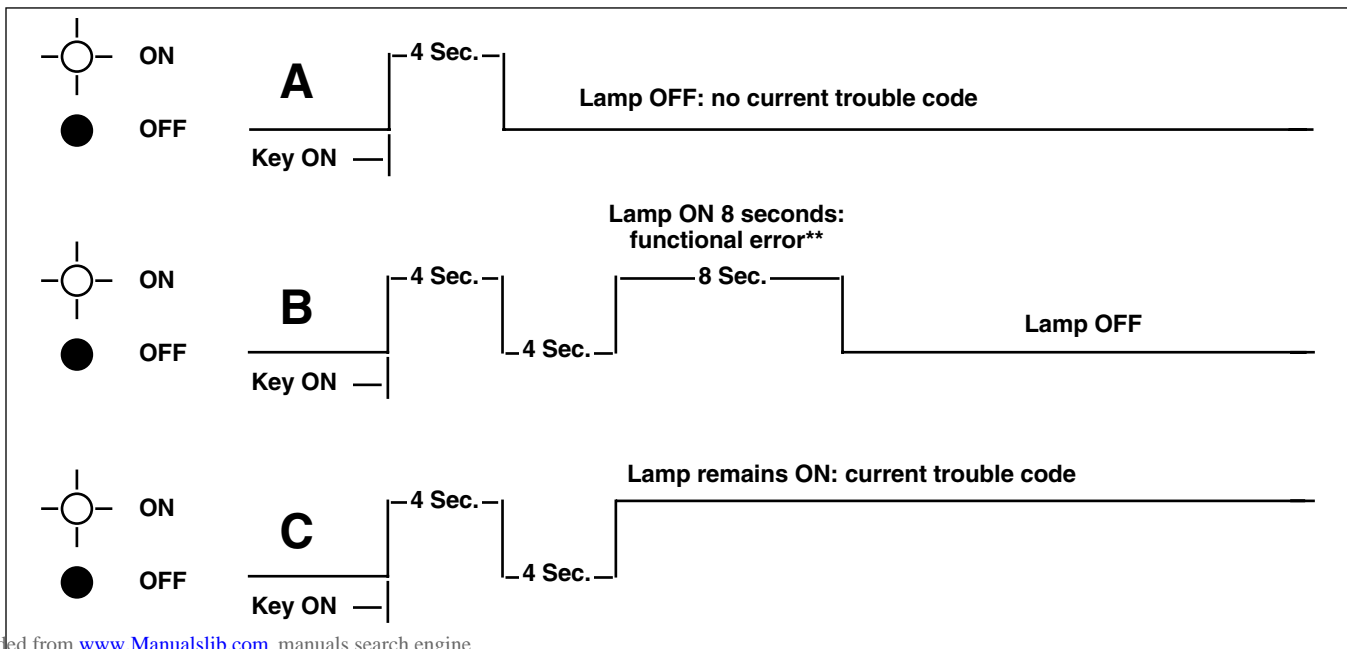 ON
4 Sec.
A
Lamp OFF: no current trouble code
OFF
Key ON
Lamp ON 8 seconds:
functional error**
ON
4 Sec.
8 Sec.
B
Lamp OFF
OFF
4 Sec.
Key ON
Lamp remains ON: current trouble code
ON
4 Sec.
C
OFF
4 Sec.
Key ON
ded from www.Manualslib.com manuals search engine